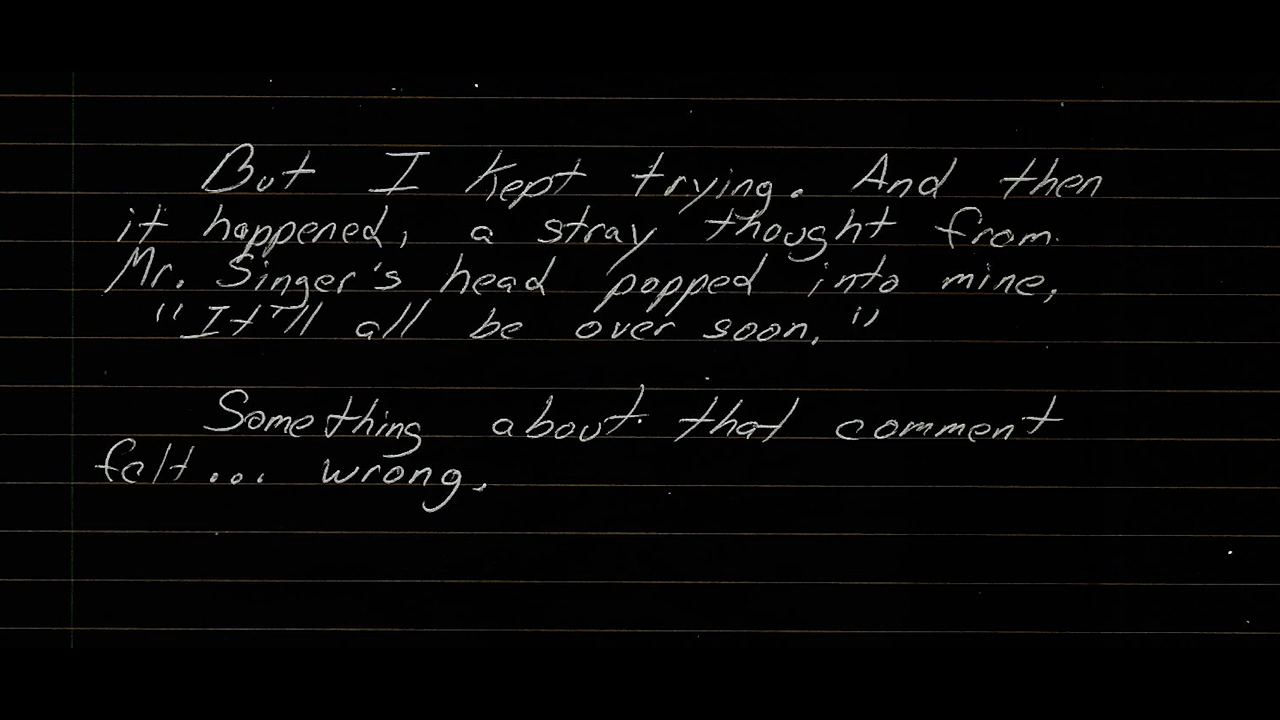 But I kept trying. And then
it happened, a stray thought from
Mr. Singer's head popped into mine,
"It'll all be over soon."
Something about that comment
felt... wrong.